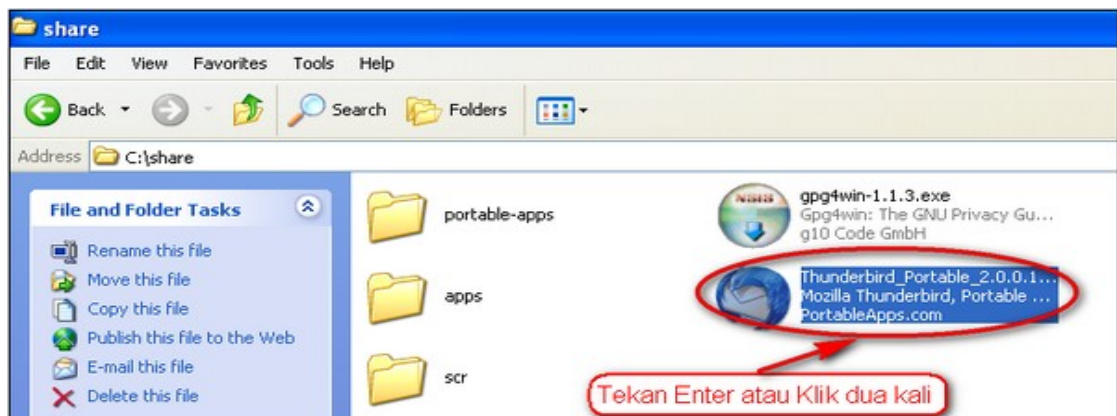 share
File Edit View Favorites Tools Help
Back Search Folders
Address C:\share
File and Folder Tasks
Rename this file
Move this file
Copy this file
Publish this file to the Web
E-mail this file
Delete this file
portable-apps
apps
scr
NSIS
gpg4win-1.1.3.exe
Gpg4win: The GNU Privacy Gu...
g10 Code GmbH
Thunderbird_Portable_2.0.0.1...
Mozilla Thunderbird, Portable ...
PortableApps.com
Tekan Enter atau Klik dua kali